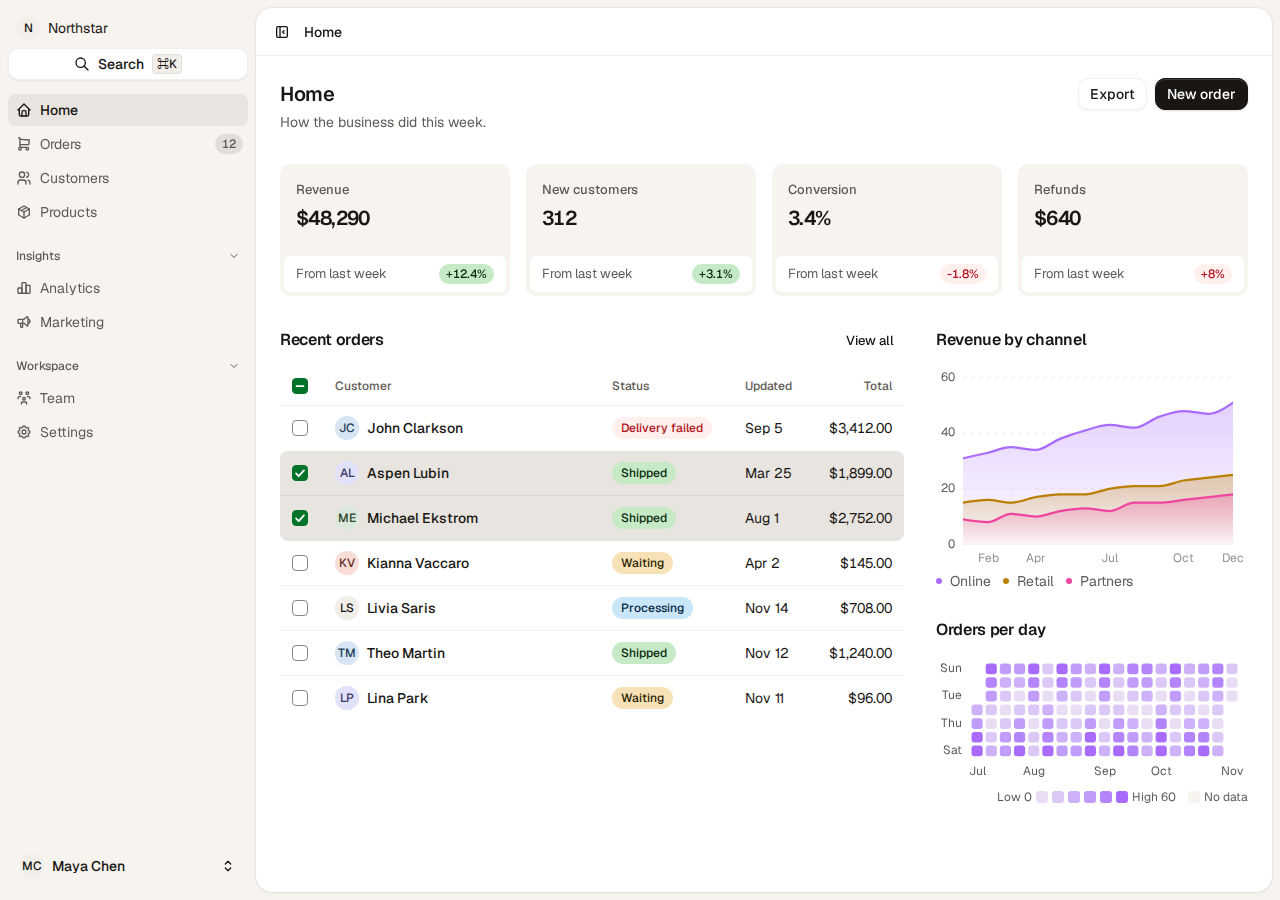 N Northstar
Search ⌘K
Home
Orders 12
Customers
Products
Insights
Analytics
Marketing
Workspace
Team
Settings
MC Maya Chen
Home
Home
How the business did this week.
Export
New order
Revenue
$48,290
From last week +12.4%
New customers
312
From last week +3.1%
Conversion
3.4%
From last week -1.8%
Refunds
$640
From last week +8%
Recent orders
View all
Customer Status Updated Total
JC John Clarkson Delivery failed Sep 5 $3,412.00
AL Aspen Lubin Shipped Mar 25 $1,899.00
ME Michael Ekstrom Shipped Aug 1 $2,752.00
KV Kianna Vaccaro Waiting Apr 2 $145.00
LS Livia Saris Processing Nov 14 $708.00
TM Theo Martin Shipped Nov 12 $1,240.00
LP Lina Park Waiting Nov 11 $96.00
Revenue by channel
60
40
20
0
Feb Apr Jul Oct Dec
Online Retail Partners
Orders per day
Sun
Tue
Thu
Sat
Jul Aug Sep Oct Nov
Low 0 High 60 No data